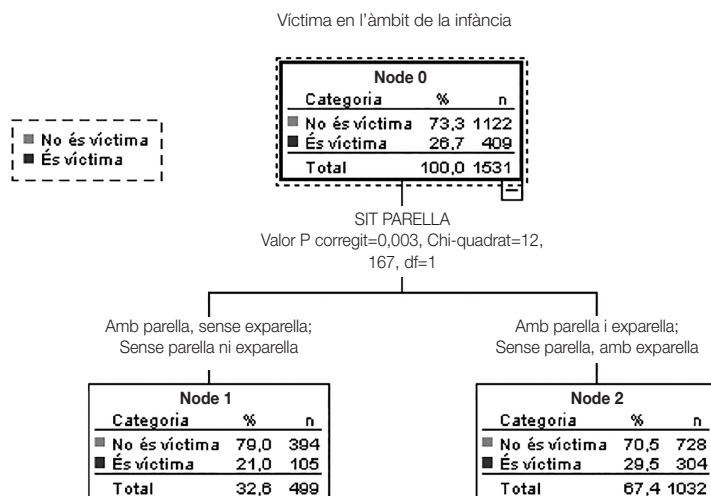 Víctima en l'àmbit de la infància
Node 0
Categoria % n
No és víctima 73,3 1122
És víctima 26,7 409
Total 100,0 1531
No és víctima
És víctima
SIT PARELLA
Valor P corregit=0,003, Chi-quadrat=12,
167, df=1
Amb parella, sense exparella;
Sense parella ni exparella
Amb parella i exparella;
Sense parella, amb exparella
Node 1
Categoria % n
No és víctima 79,0 394
És víctima 21,0 105
Total 32,6 499
Node 2
Categoria % n
No és víctima 70,5 728
És víctima 29,5 304
Total 67,4 1032